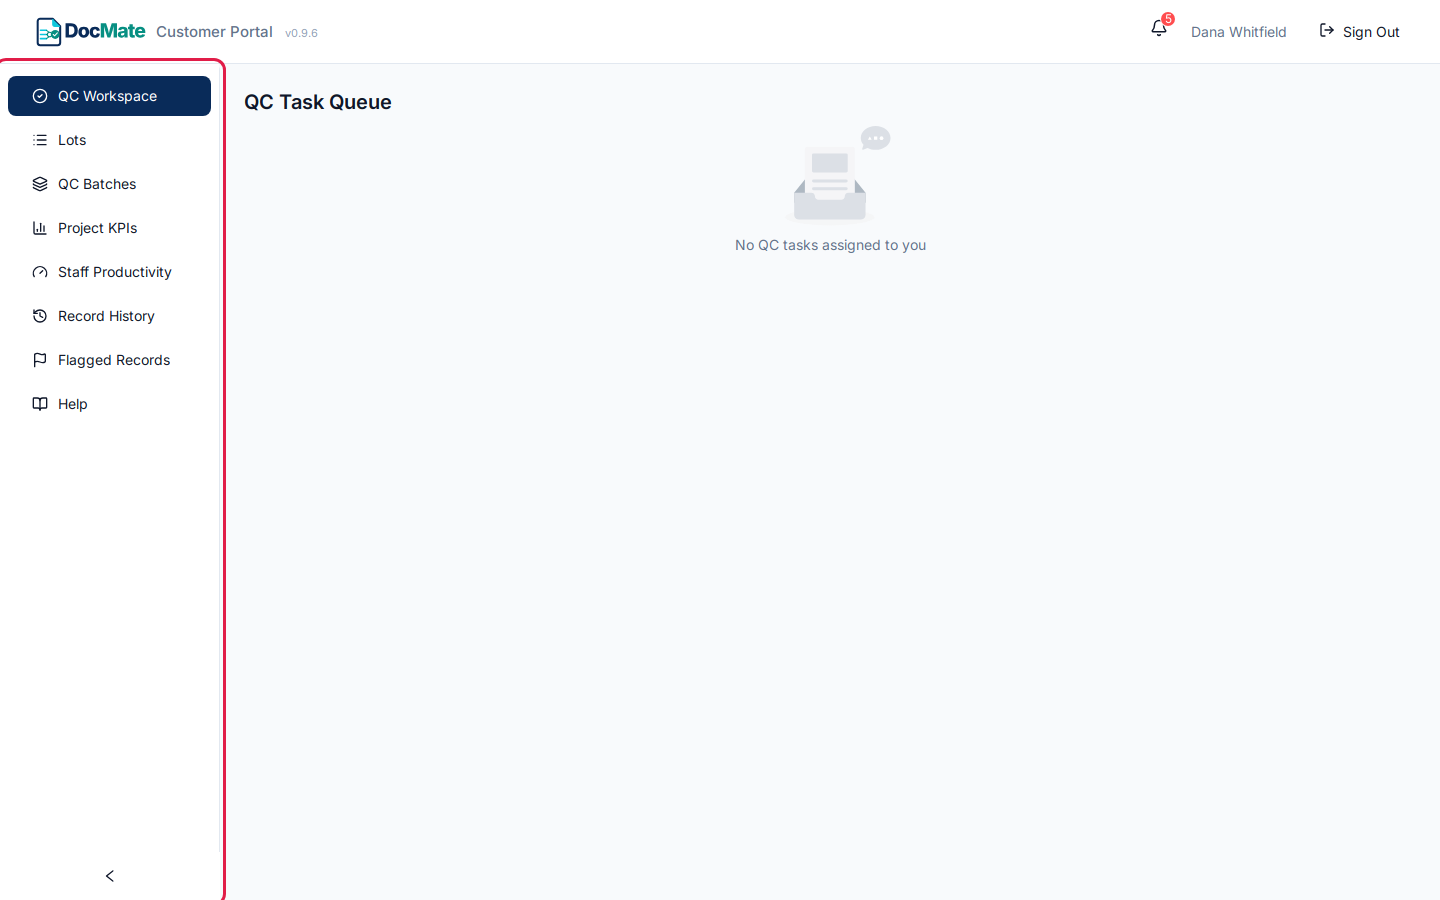 DocMate Customer Portal v0.9.6
5
Dana Whitfield
Sign Out
QC Workspace
Lots
QC Batches
Project KPIs
Staff Productivity
Record History
Flagged Records
Help
QC Task Queue
No QC tasks assigned to you